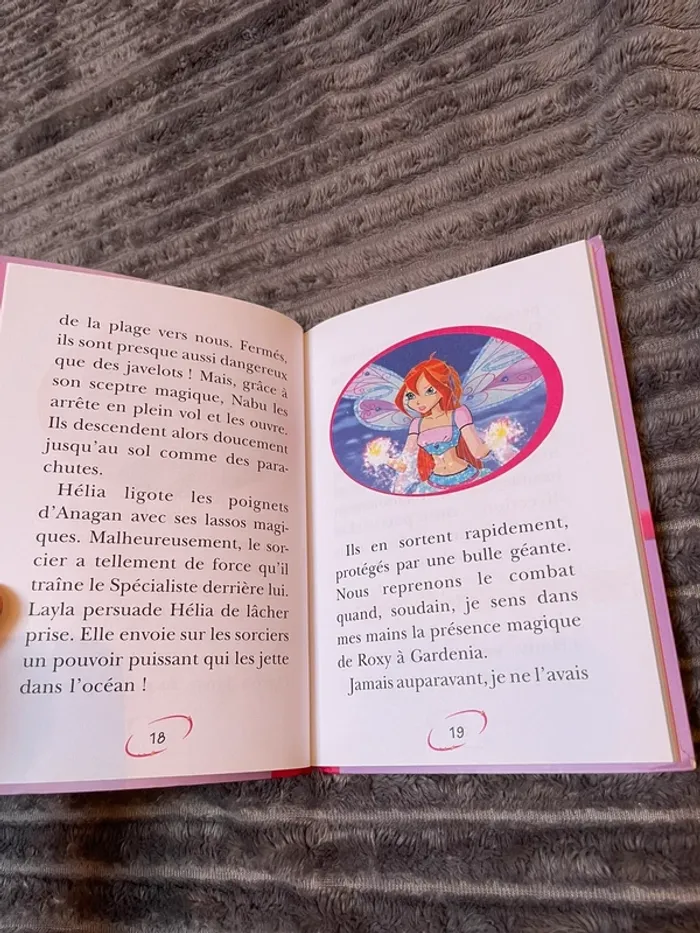 de la plage vers nous. Fermés,
ils sont presque aussi dangereux
que des javelots ! Mais, grâce à
son sceptre magique, Nabu les
arrête en plein vol et les ouvre.
Ils descendent alors doucement
jusqu'au sol comme des para-
chutes.
Hélia ligote les poignets
d'Anagan avec ses lassos magi-
ques. Malheureusement, le sor-
cier a tellement de force qu'il
traîne le Spécialiste derrière lui.
Layla persuade Hélia de lâcher
prise. Elle envoie sur les sorciers
un pouvoir puissant qui les jette
dans l'océan !
18
Ils en sortent rapidement,
protégés par une bulle géante.
Nous reprenons le combat
quand, soudain, je sens dans
mes mains la présence magique
de Roxy à Gardenia.
Jamais auparavant, je ne l'avais
19